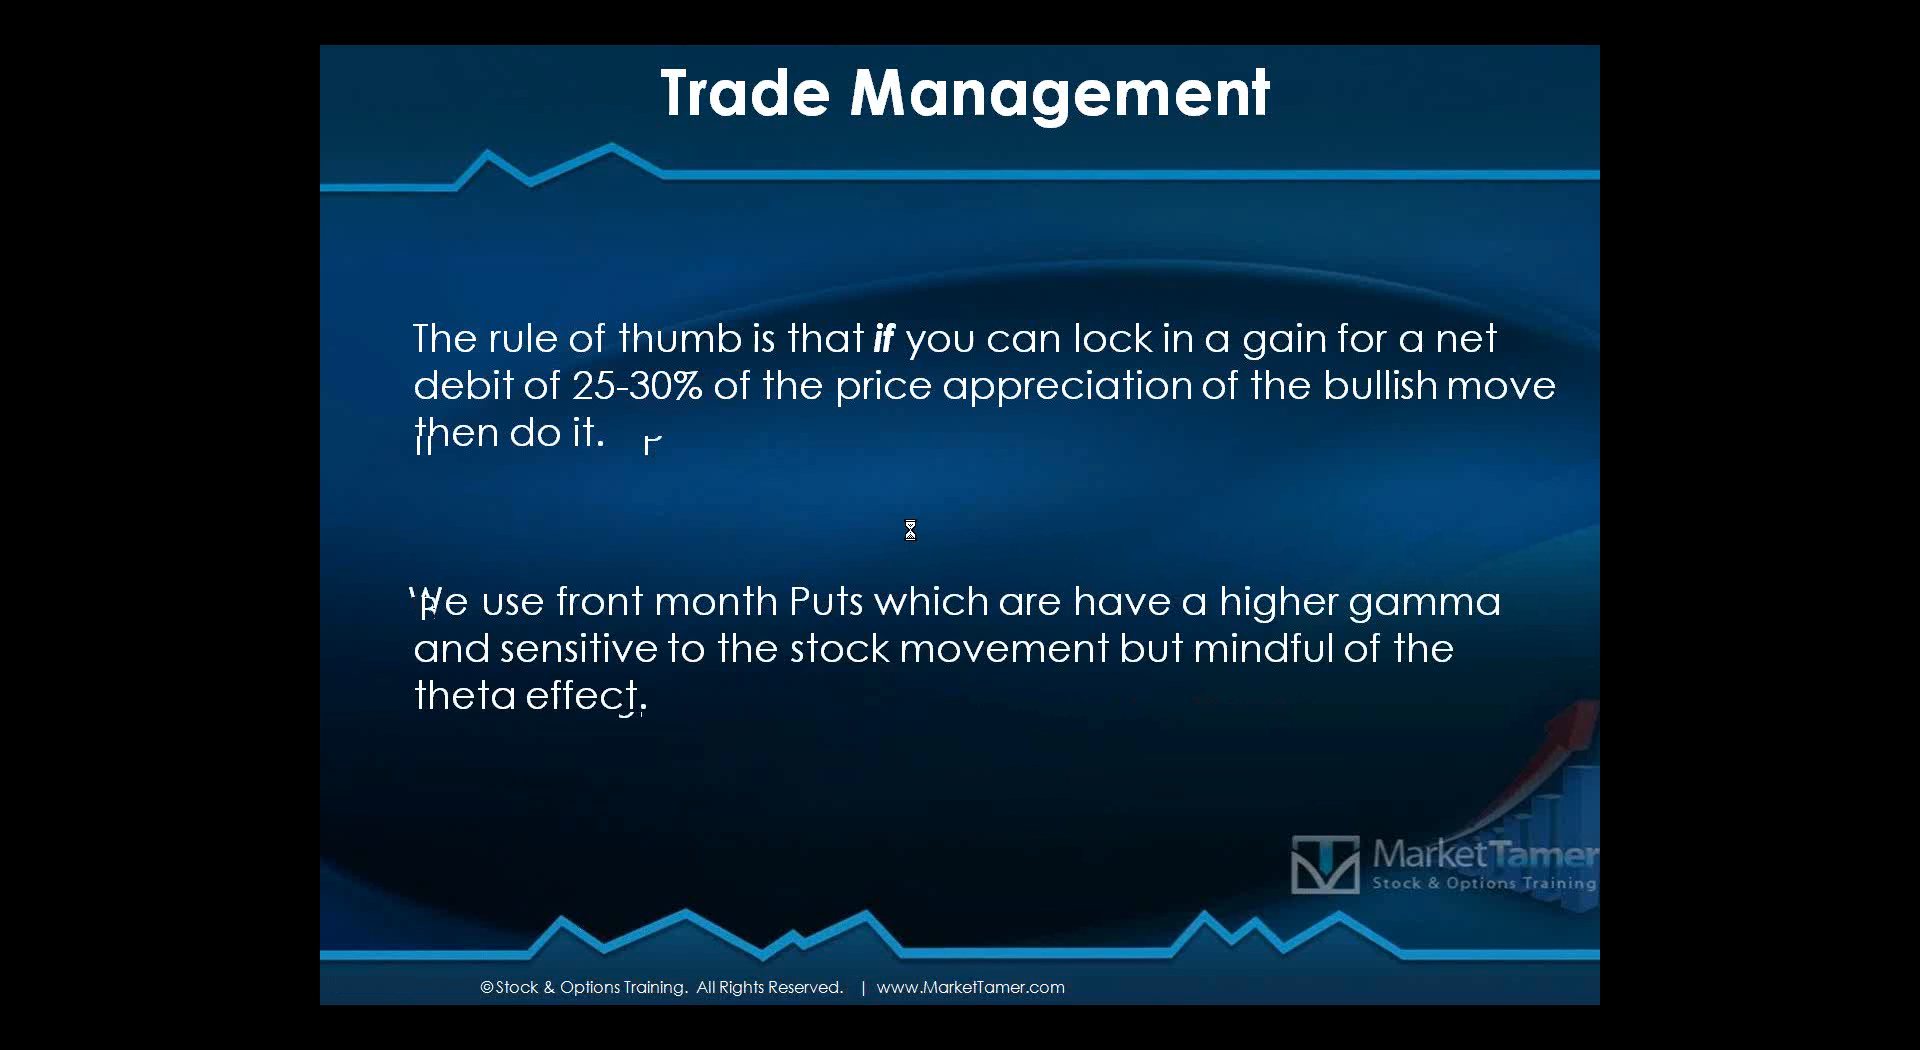 Trade Management
The rule of thumb is that if you can lock in a gain for a net
debit of 25-30% of the price appreciation of the bullish move
then do it.
We use front month Puts which are have a higher gamma
and sensitive to the stock movement but mindful of the
theta effect.
MarketTamer
Stock & Options Training
©Stock & Options Training. All Rights Reserved. | www.MarketTamer.com